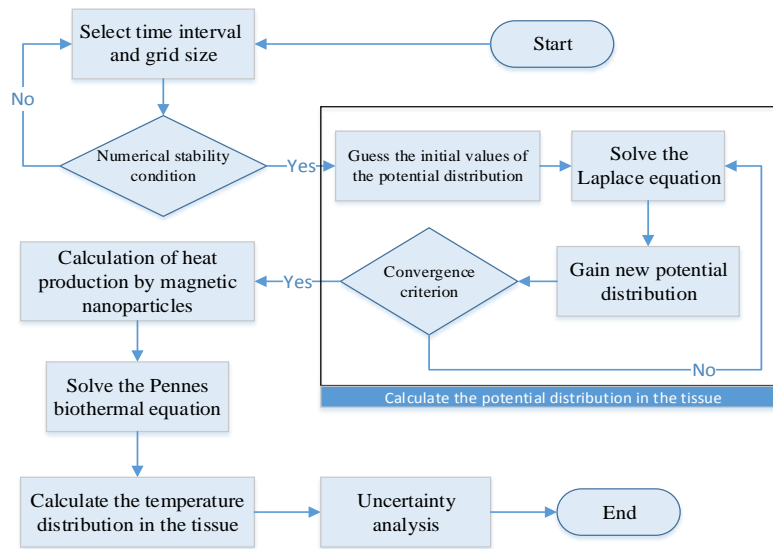 Start
Select time interval
and grid size
No
Numerical stability
condition
Yes
Guess the initial values of
the potential distribution
Solve the
Laplace equation
Gain new potential
distribution
Convergence
criterion
No
Yes
Calculate the potential distribution in the tissue
Calculation of heat
production by magnetic
nanoparticles
Solve the Pennes
biothermal equation
Calculate the temperature
distribution in the tissue
Uncertainty
analysis
End